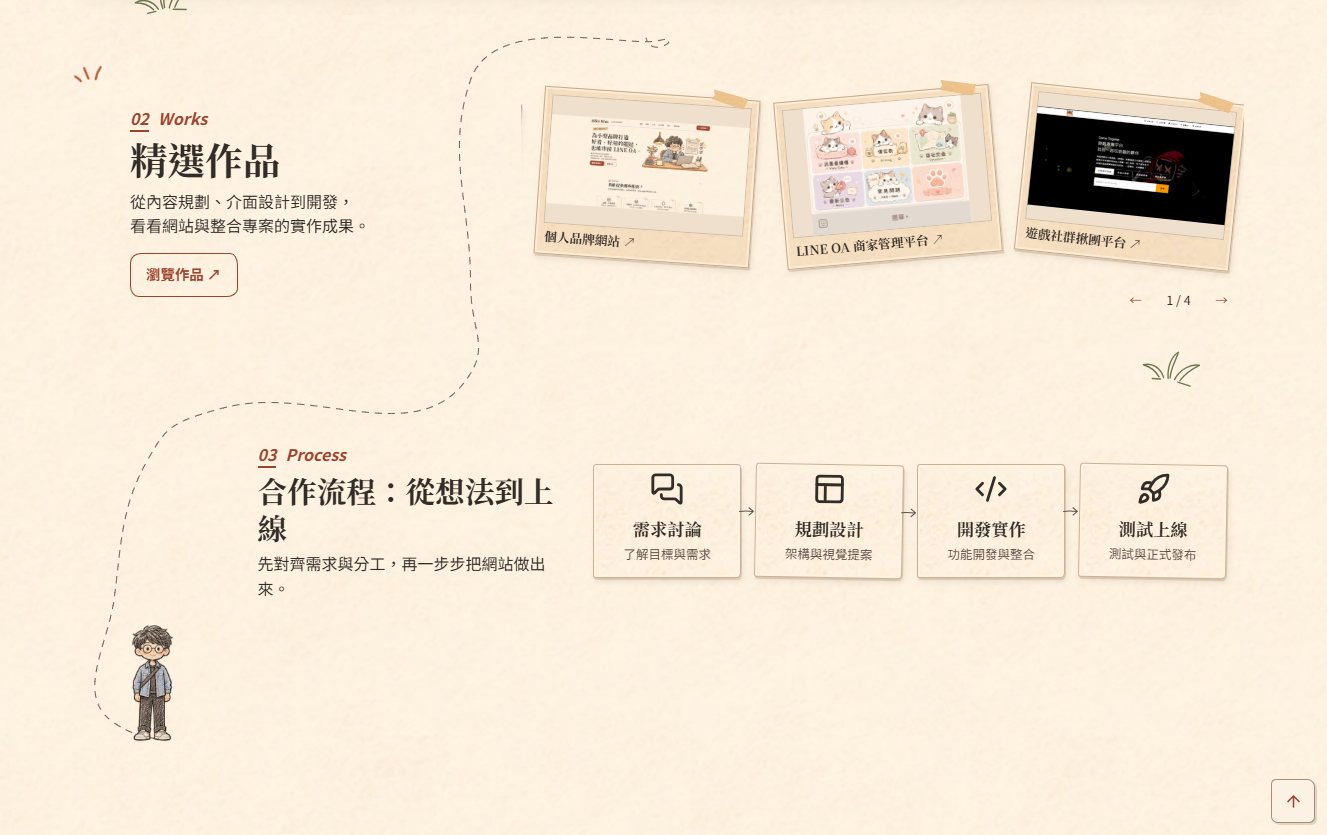 02 Works
精選作品
從內容規劃、介面設計到開發，
看看網站與整合專案的實作成果。
瀏覽作品 ↗
個人品牌網站 ↗
LINE OA 商家管理平台 ↗
遊戲社群揪團平台 ↗
← 1 / 4 →
03 Process
合作流程：從想法到上
線
先對齊需求與分工，再一步步把網站做出
來。
需求討論
了解目標與需求
規劃設計
架構與視覺提案
開發實作
功能開發與整合
測試上線
測試與正式發布